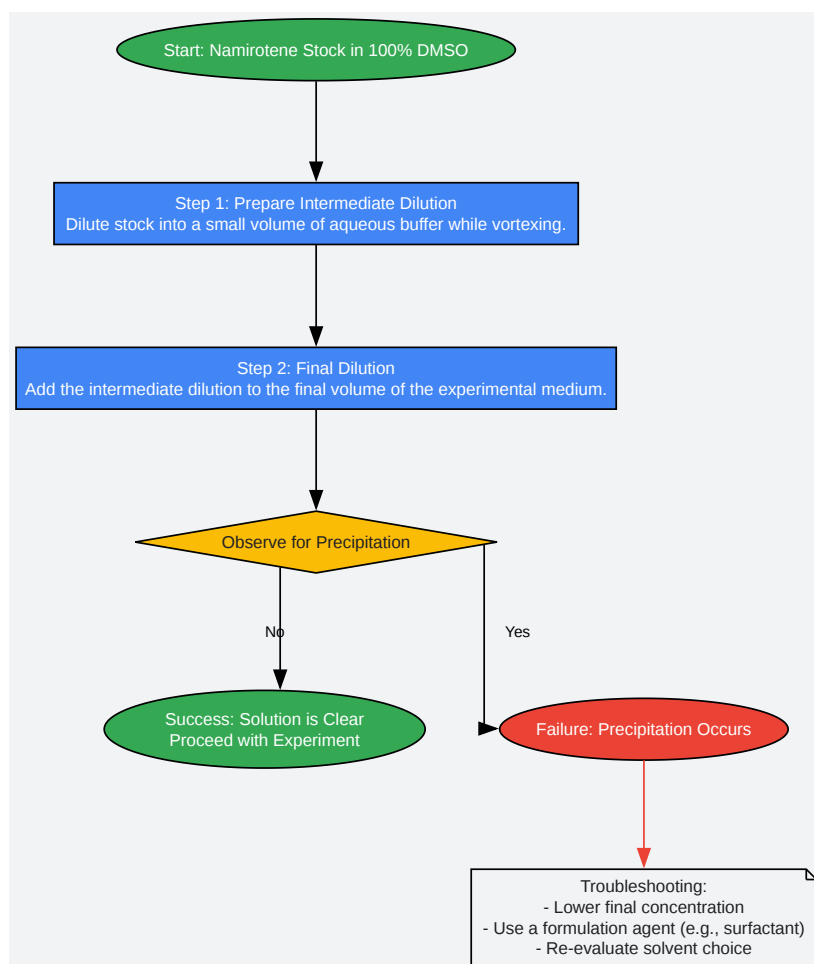 Start: Namirotene Stock in 100% DMSO
Step 1: Prepare Intermediate Dilution
Dilute stock into a small volume of aqueous buffer while vortexing.
Step 2: Final Dilution
Add the intermediate dilution to the final volume of the experimental medium.
Observe for Precipitation
No
Yes
Success: Solution is Clear
Proceed with Experiment
Failure: Precipitation Occurs
Troubleshooting:
- Lower final concentration
- Use a formulation agent (e.g., surfactant)
- Re-evaluate solvent choice